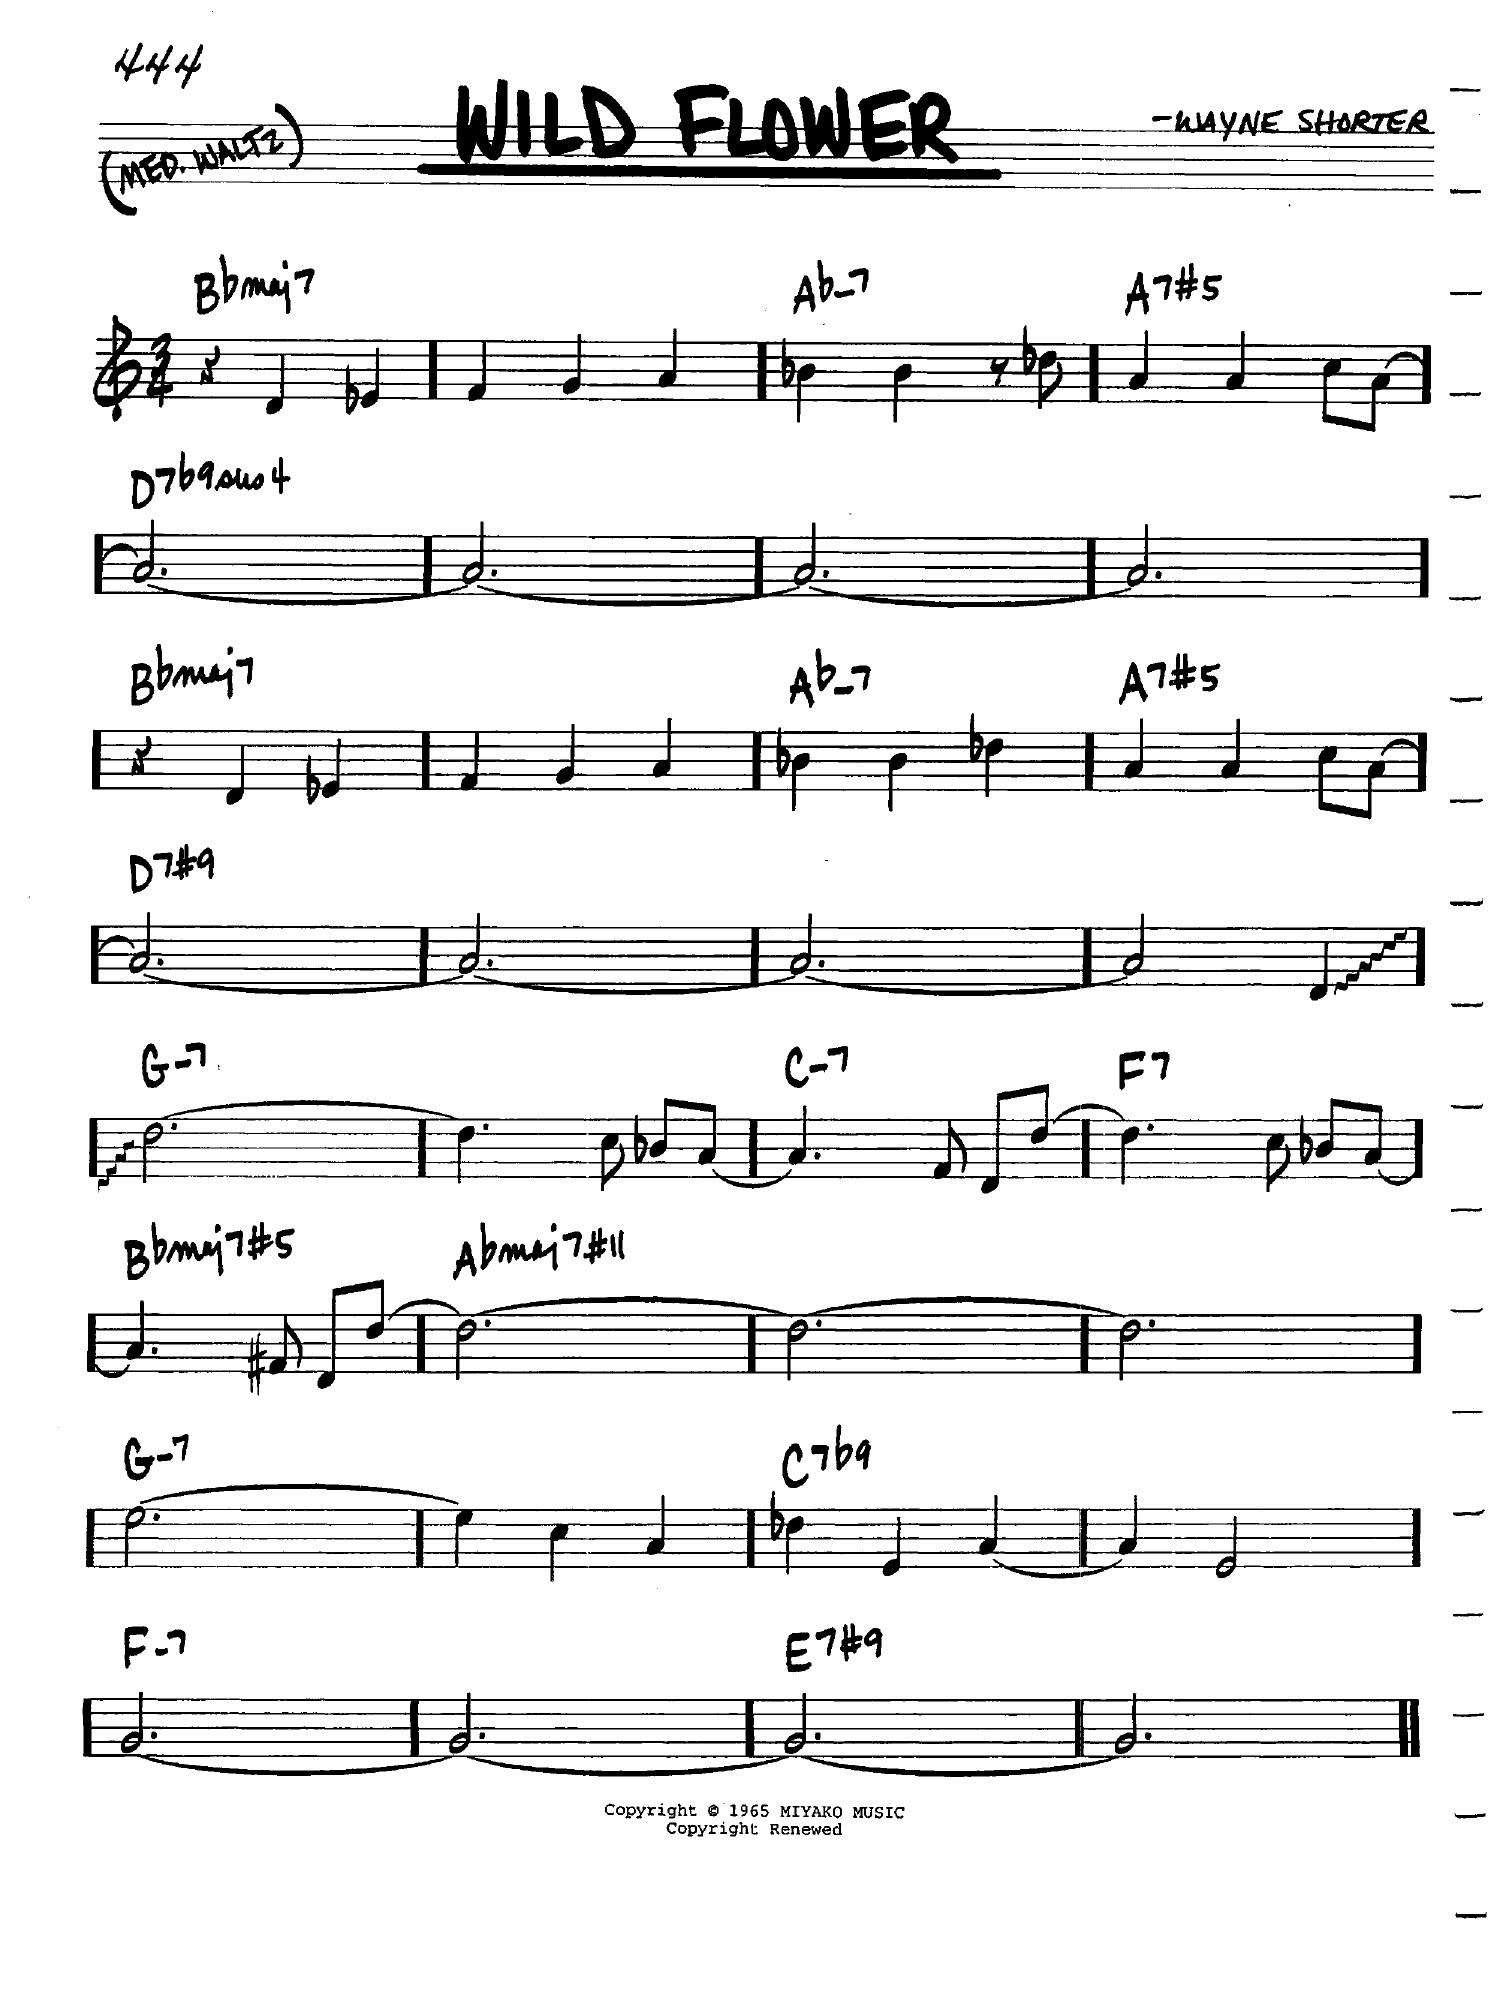 444
WILD FLOWER
(MED. WALTZ)
-WAYNE SHORTER
Bbmaj7 Ab-7 A7#5
3/4
D7b9sus4
Bbmaj7 Ab-7 A7#5
D7#9
G-7 C-7 F7
Bbmaj7#5 Abmaj7#11
G-7 C7b9
F-7 E7#9
Copyright © 1965 MIYAKO MUSIC
Copyright Renewed